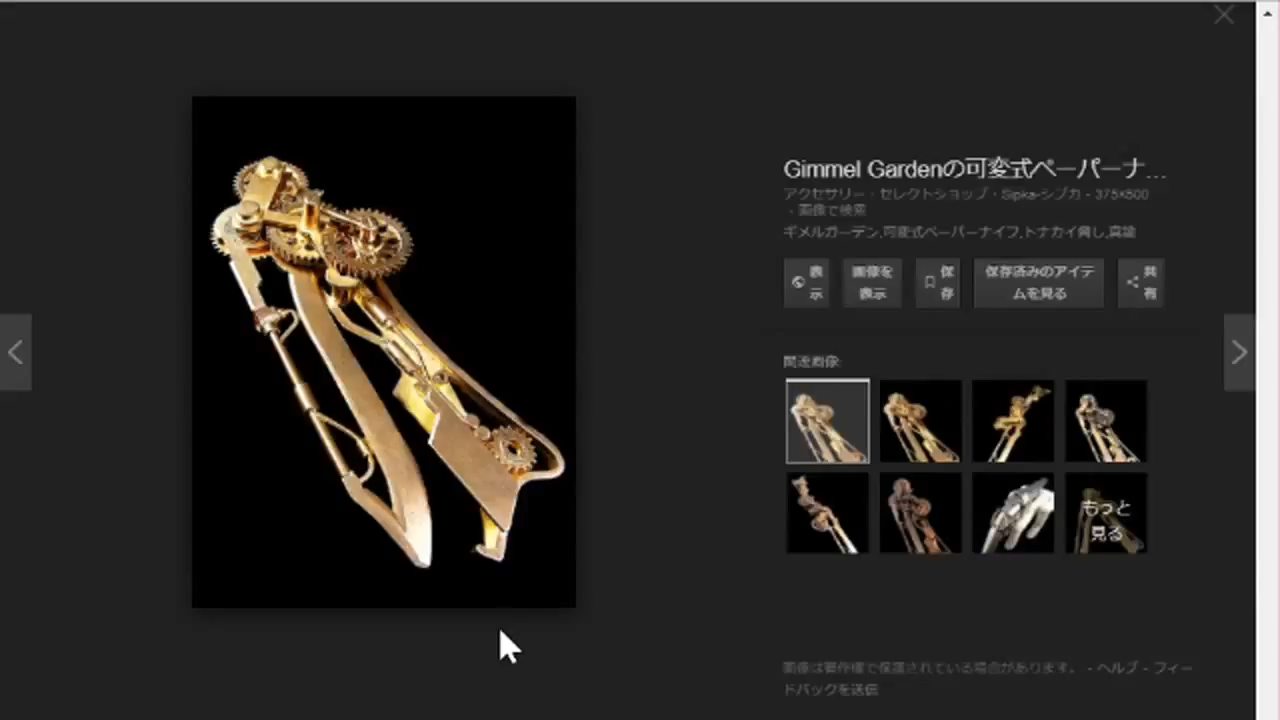 Gimmel Gardenの可変式ペーパーナ…
アクセサリー・セレクトショップ・Sipka-シプカ - 375×500
- 画像で検索
ギメルガーデン,可変式ペーパーナイフ,トナカイ脅し,真鍮
表示
画像を表示
保存
保存済みのアイテムを見る
共有
関連画像:
もっと見る
画像は著作権で保護されている場合があります。 - ヘルプ - フィードバックを送信